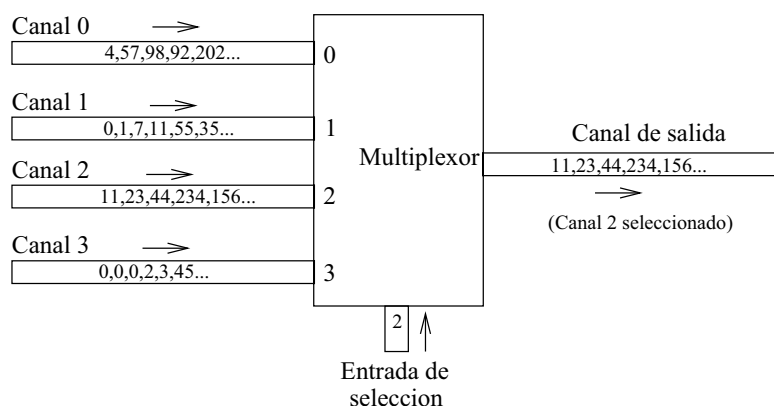 Canal 0
4,57,98,92,202...
0
Canal 1
0,1,7,11,55,35...
1
Canal 2
11,23,44,234,156...
2
Canal 3
0,0,0,2,3,45...
3
Multiplexor
Canal de salida
11,23,44,234,156...
(Canal 2 seleccionado)
2
Entrada de
seleccion